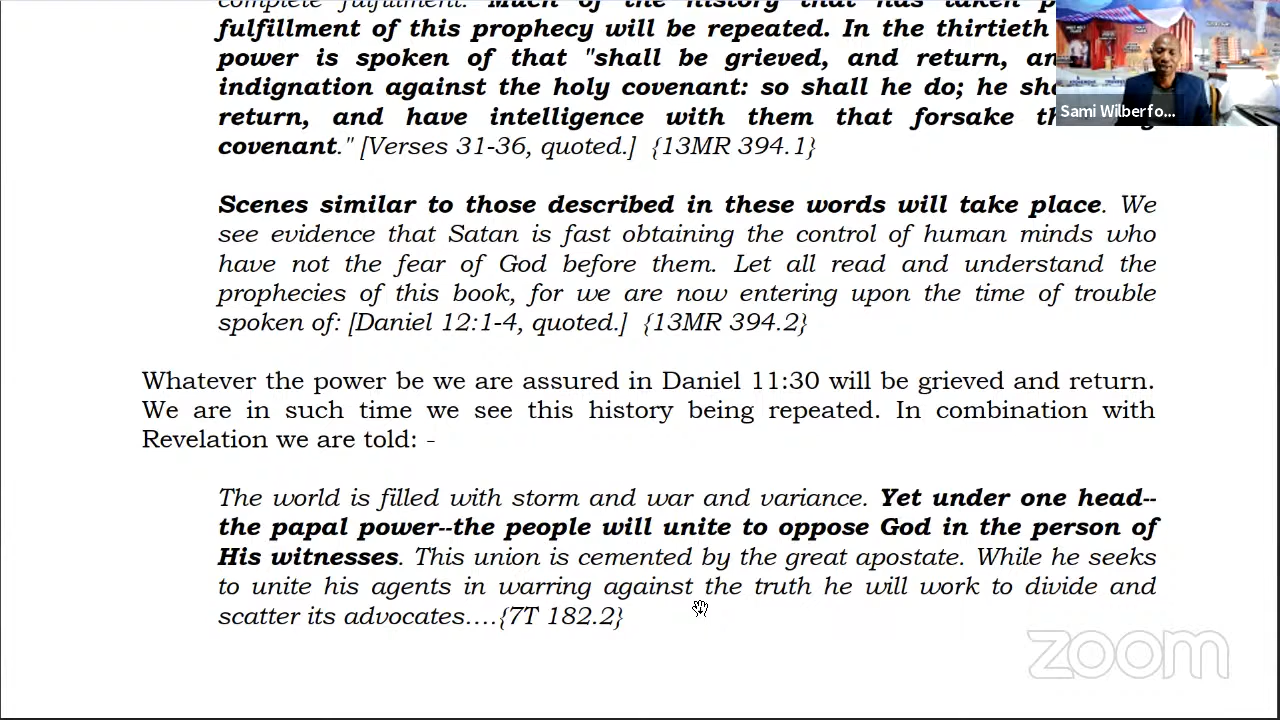 complete fulfillment. Much of the history that has taken p
fulfillment of this prophecy will be repeated. In the thirtieth
power is spoken of that "shall be grieved, and return, an
indignation against the holy covenant: so shall he do; he sha
return, and have intelligence with them that forsake th
covenant." [Verses 31-36, quoted.] {13MR 394.1}
Scenes similar to those described in these words will take place. We
see evidence that Satan is fast obtaining the control of human minds who
have not the fear of God before them. Let all read and understand the
prophecies of this book, for we are now entering upon the time of trouble
spoken of: [Daniel 12:1-4, quoted.] {13MR 394.2}
Whatever the power be we are assured in Daniel 11:30 will be grieved and return.
We are in such time we see this history being repeated. In combination with
Revelation we are told: -
The world is filled with storm and war and variance. Yet under one head--
the papal power--the people will unite to oppose God in the person of
His witnesses. This union is cemented by the great apostate. While he seeks
to unite his agents in warring against the truth he will work to divide and
scatter its advocates....{7T 182.2}
Sami Wilberfo...
zoom